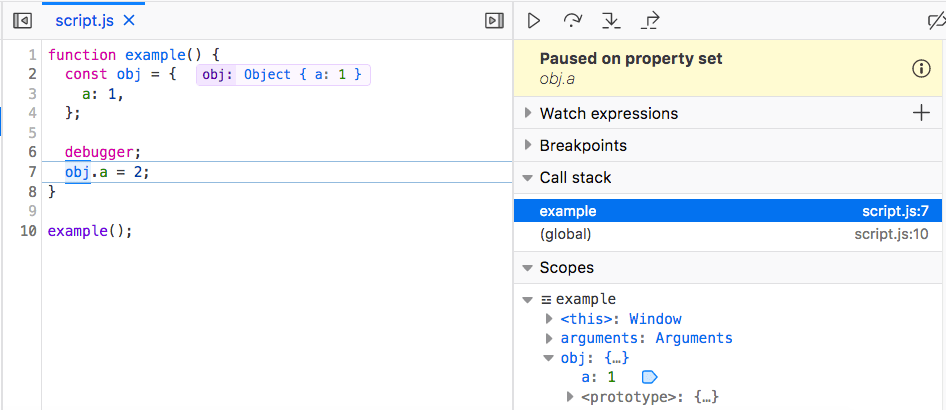 script.js
1 function example() {
2 const obj = { obj: Object { a: 1 }
3 a: 1,
4 };
5
6 debugger;
7 obj.a = 2;
8 }
9
10 example();
Paused on property set
obj.a
Watch expressions
Breakpoints
Call stack
example script.js:7
(global) script.js:10
Scopes
example
<this>: Window
arguments: Arguments
obj: {…}
a: 1
<prototype>: {…}